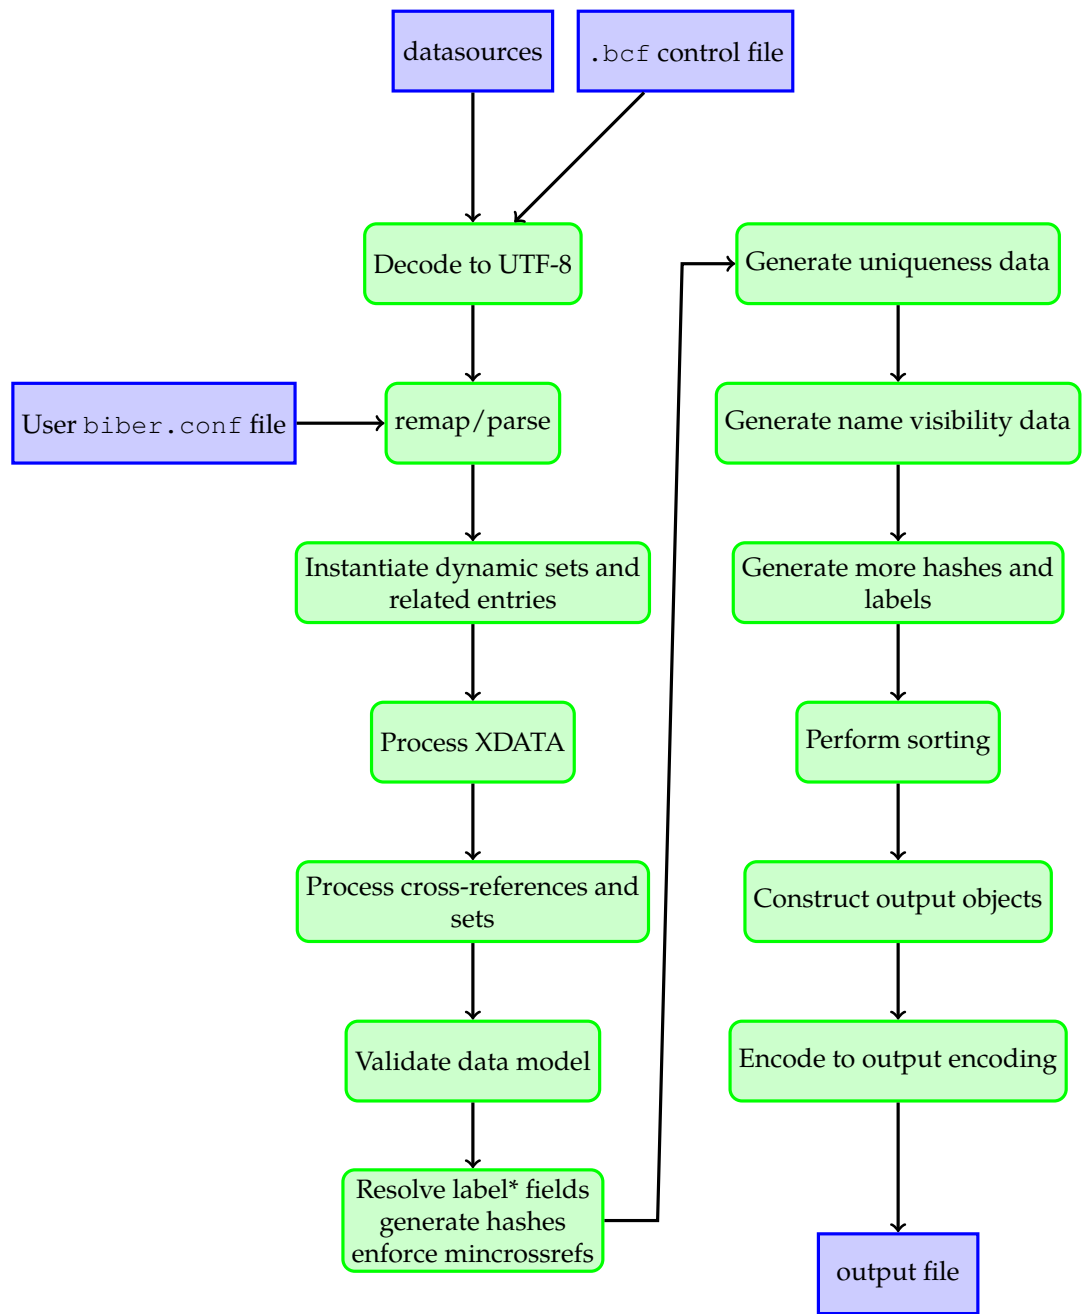 datasources
.bcf control file
Decode to UTF-8
User biber.conf file
remap/parse
Instantiate dynamic sets and
related entries
Process XDATA
Process cross-references and
sets
Validate data model
Resolve label* fields
generate hashes
enforce mincrossrefs
Generate uniqueness data
Generate name visibility data
Generate more hashes and
labels
Perform sorting
Construct output objects
Encode to output encoding
output file